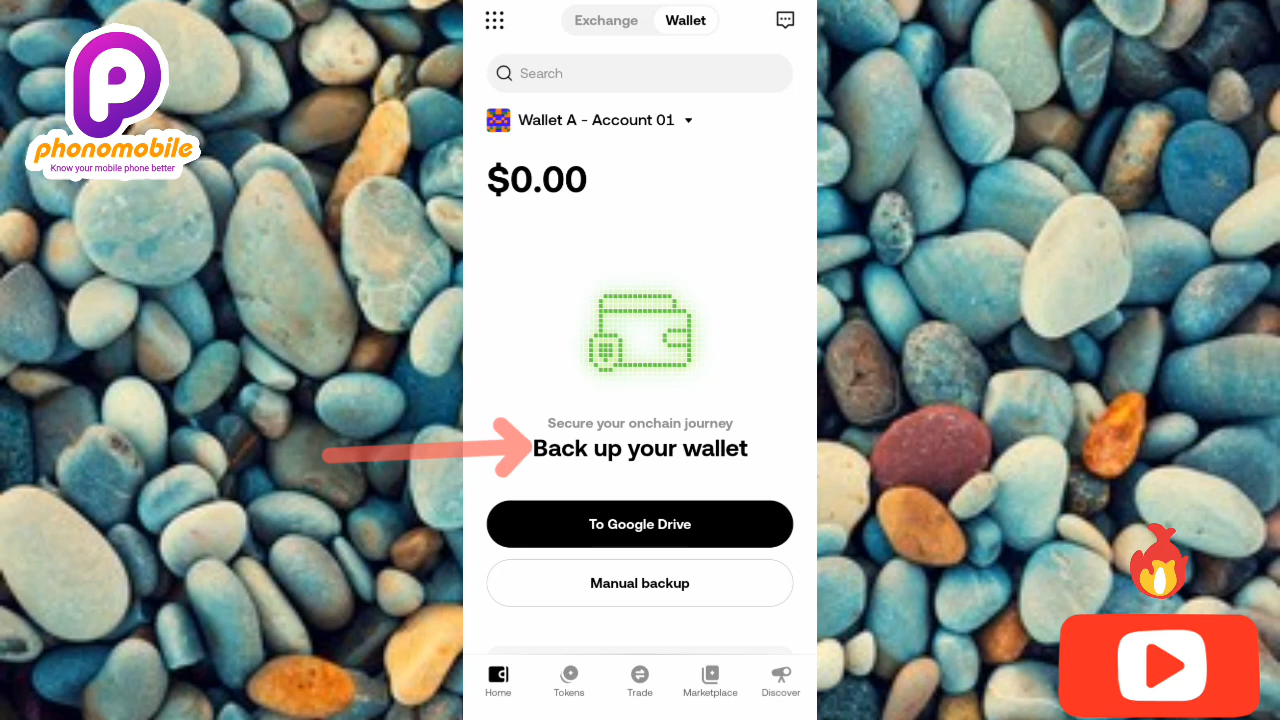 phonomobile
Know your mobile phone better
Exchange
Wallet
Search
Wallet A - Account 01
$0.00
Secure your onchain journey
Back up your wallet
To Google Drive
Manual backup
Home
Tokens
Trade
Marketplace
Discover